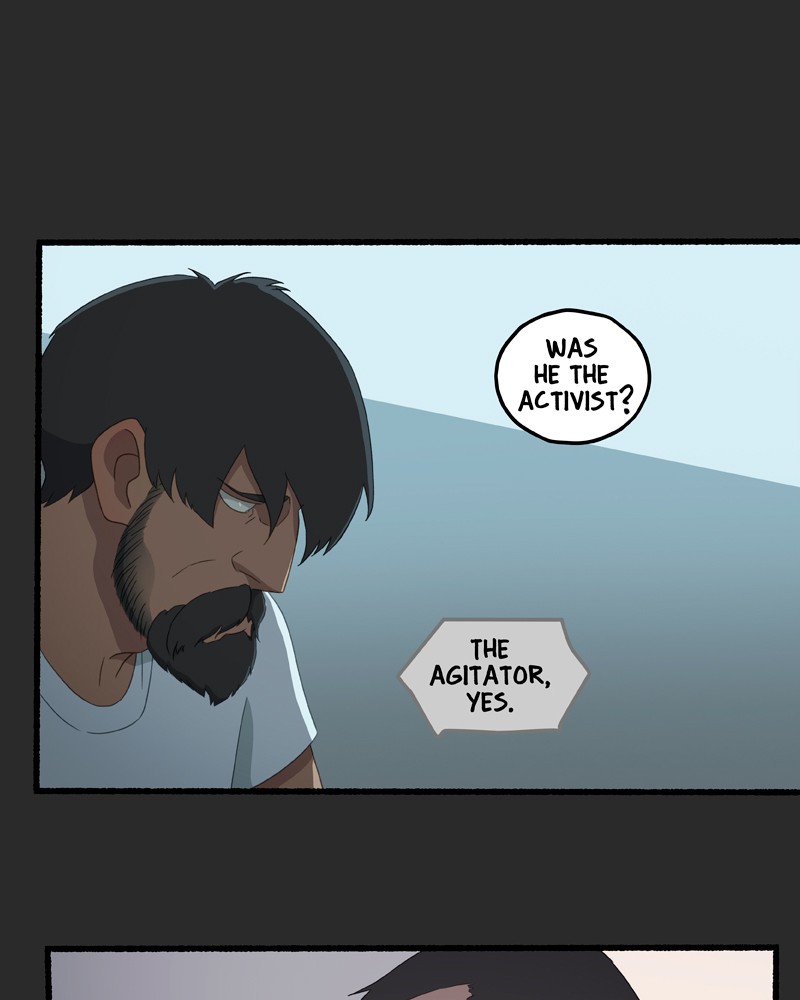 WAS
HE THE
ACTIVIST?
THE
AGITATOR,
YES.